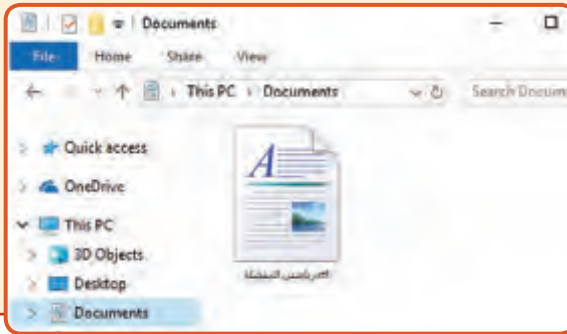 Documents
File Home Share View
This PC Documents
Search Docum
Quick access
OneDrive
This PC
3D Objects
Desktop
Documents